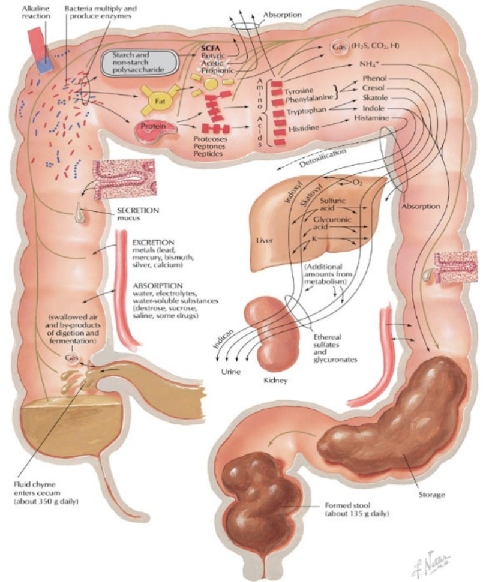 Alkaline
reaction
Bacteria multiply and
produce enzymes
Absorption
Starch and
non-starch
polysaccharide
SCFA
Butyric
Acetic
Propionic
Gas (H₂S, CO₂, H)
NH₄⁺
Fat
Amino Acids
Tyrosine
Phenylalanine
Tryptophan
Histidine
Phenol
Cresol
Skatole
Indole
Histamine
Protein
Proteoses
Peptones
Peptides
Detoxification
Indoxyl
Skatoxyl
O₂
Sulfuric
acid
Glycuronic
acid
K
Absorption
Liver
SECRETION
mucus
EXCRETION
metals (lead,
mercury, bismuth,
silver, calcium)
ABSORPTION
water, electrolytes,
water-soluble substances
(dextrose, sucrose,
saline, some drugs)
(Additional
amounts from
metabolism)
(swallowed air
and by-products
of digetion and
fermentation)
Gas
Indican
Urine
Kidney
Ethereal
sulfates
and
glycuronates
Fluid chyme
enters cecum
(about 350 g daily)
Storage
Formed stool
(about 135 g daily)
F. Netter